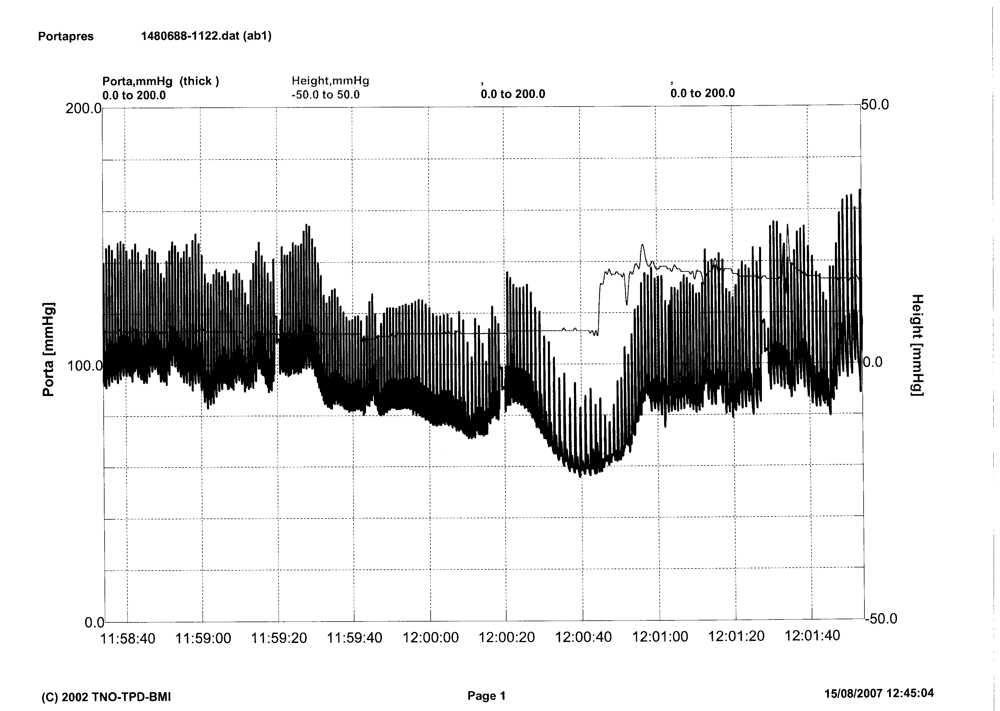 Portapres 1480688-1122.dat (ab1)
Porta,mmHg (thick ) Height,mmHg , ,
0.0 to 200.0 -50.0 to 50.0 0.0 to 200.0 0.0 to 200.0
200.0 50.0
Porta [mmHg]
Height [mmHg]
100.0 0.0
0.0 -50.0
11:58:40 11:59:00 11:59:20 11:59:40 12:00:00 12:00:20 12:00:40 12:01:00 12:01:20 12:01:40
(C) 2002 TNO-TPD-BMI Page 1 15/08/2007 12:45:04